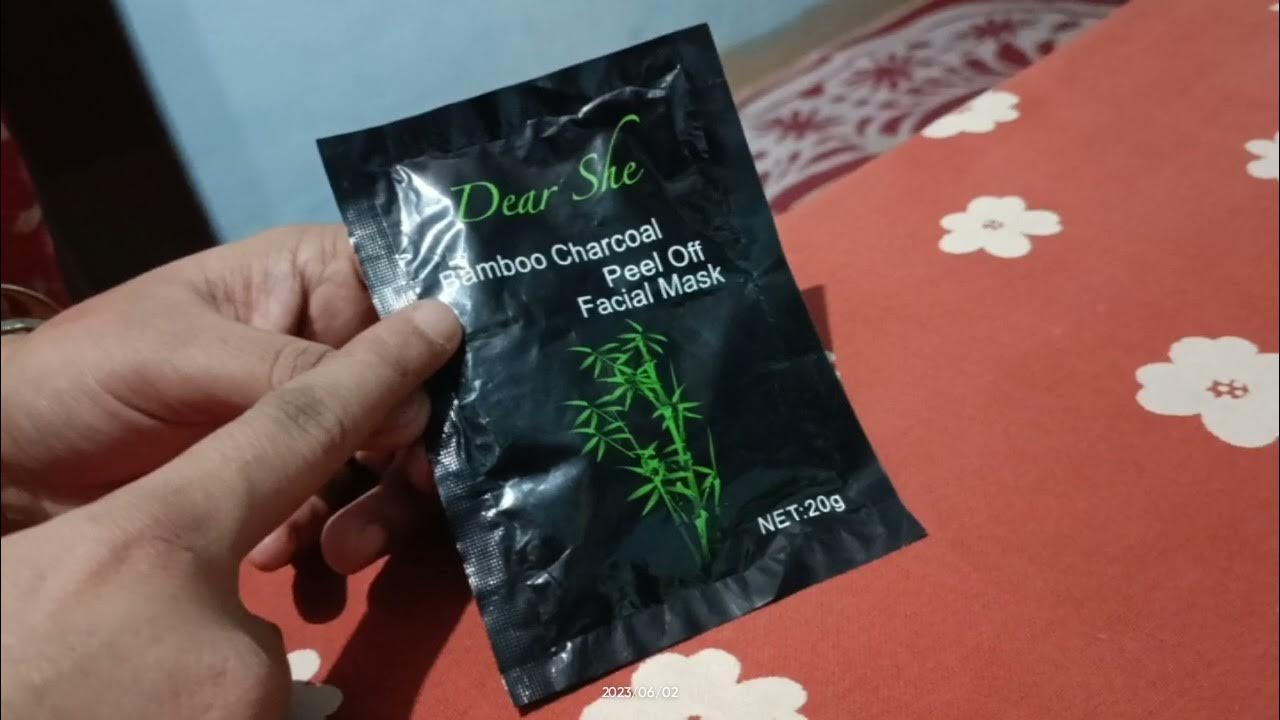 Dear She
Bamboo Charcoal
Peel Off
Facial Mask
NET:20g
2023/06/02